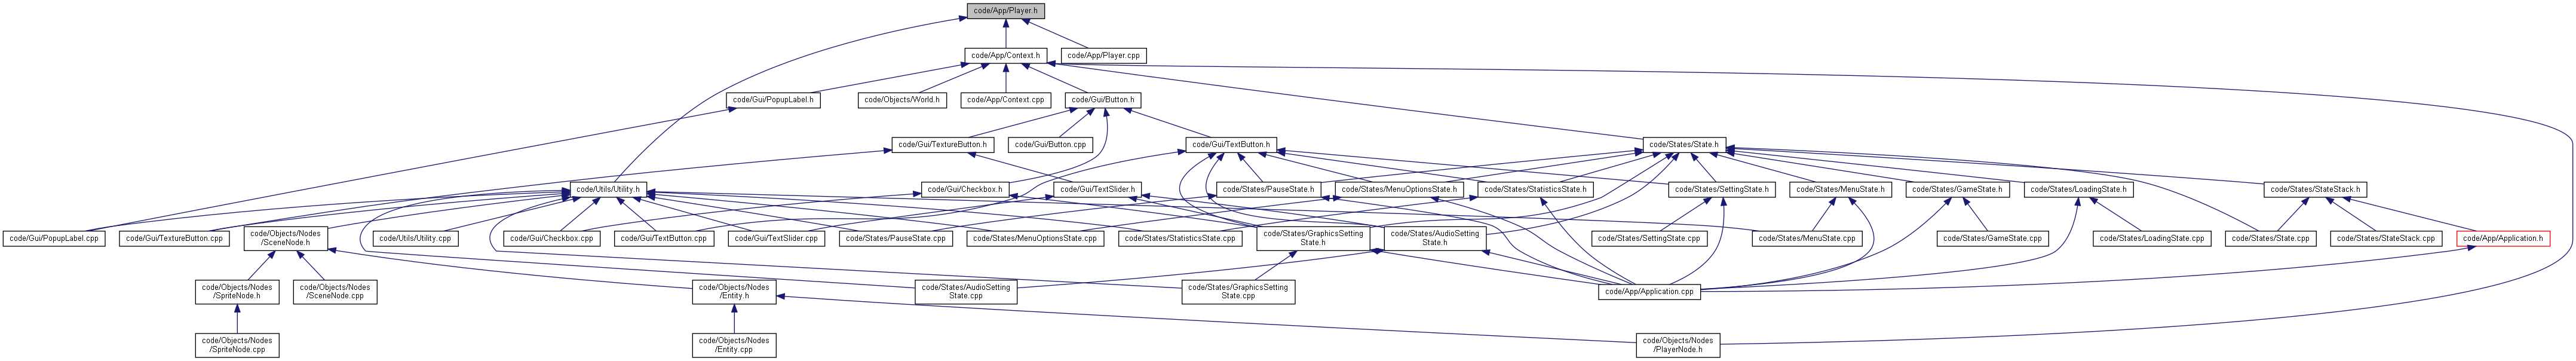 code/App/Player.h
code/App/Context.h
code/App/Player.cpp
code/Gui/PopupLabel.h
code/Objects/World.h
code/App/Context.cpp
code/Gui/Button.h
code/Gui/TextureButton.h
code/Gui/Button.cpp
code/Gui/TextButton.h
code/States/State.h
code/Utils/Utility.h
code/Gui/Checkbox.h
code/Gui/TextSlider.h
code/States/PauseState.h
code/States/MenuOptionsState.h
code/States/StatisticsState.h
code/States/SettingState.h
code/States/MenuState.h
code/States/GameState.h
code/States/LoadingState.h
code/States/StateStack.h
code/Gui/PopupLabel.cpp
code/Gui/TextureButton.cpp
code/Objects/Nodes
/SceneNode.h
code/Utils/Utility.cpp
code/Gui/Checkbox.cpp
code/Gui/TextButton.cpp
code/Gui/TextSlider.cpp
code/States/PauseState.cpp
code/States/MenuOptionsState.cpp
code/States/StatisticsState.cpp
code/States/GraphicsSetting
State.h
code/States/AudioSetting
State.h
code/States/SettingState.cpp
code/States/MenuState.cpp
code/States/GameState.cpp
code/States/LoadingState.cpp
code/States/State.cpp
code/States/StateStack.cpp
code/App/Application.h
code/Objects/Nodes
/SpriteNode.h
code/Objects/Nodes
/SceneNode.cpp
code/Objects/Nodes
/Entity.h
code/States/AudioSetting
State.cpp
code/States/GraphicsSetting
State.cpp
code/App/Application.cpp
code/Objects/Nodes
/SpriteNode.cpp
code/Objects/Nodes
/Entity.cpp
code/Objects/Nodes
/PlayerNode.h